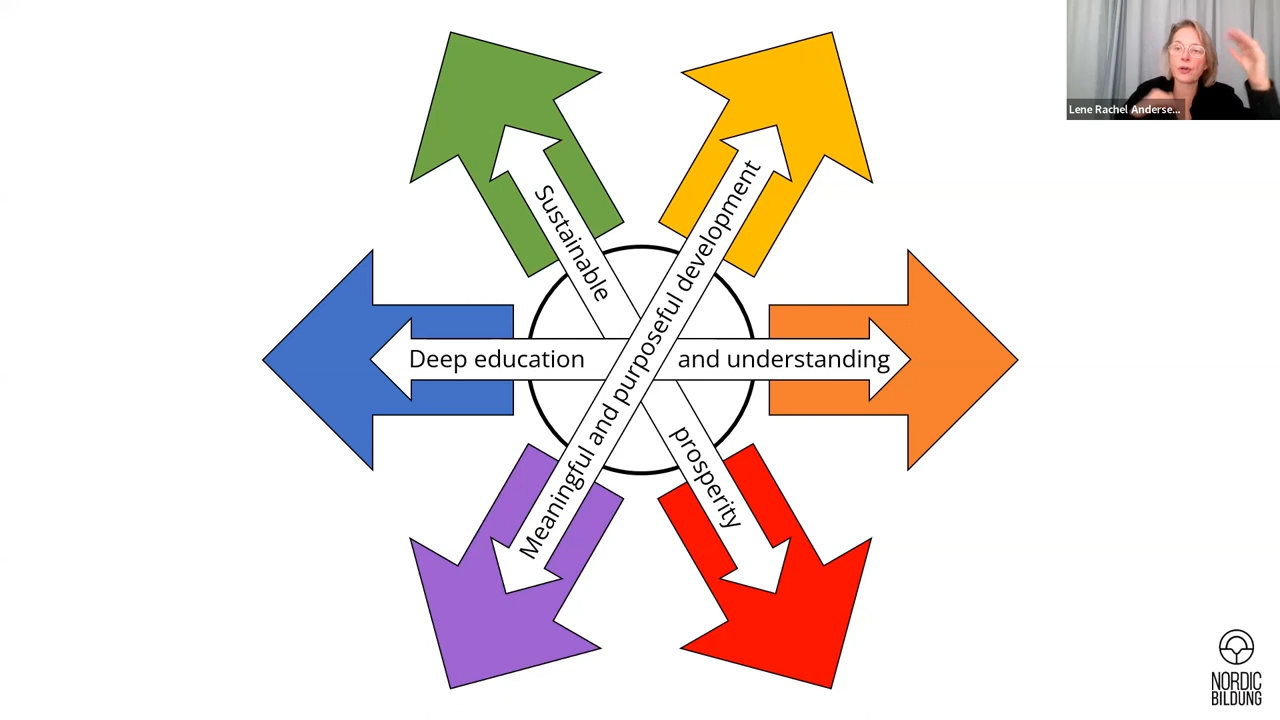 Lene Rachel Anderse...
Sustainable
prosperity
Meaningful and purposeful development
Deep education and understanding
NORDIC
BILDUNG